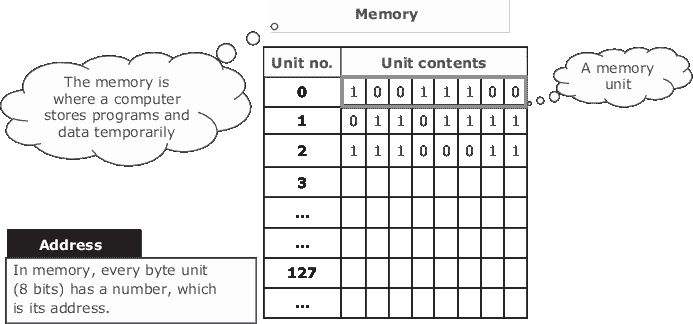 Memory
The memory is
where a computer
stores programs and
data temporarily
Unit no. Unit contents
0 1 0 0 1 1 1 0 0
1 0 1 1 0 1 1 1 1
2 1 1 1 0 0 0 1 1
3
...
...
127
...
A memory
unit
Address
In memory, every byte unit
(8 bits) has a number, which
is its address.